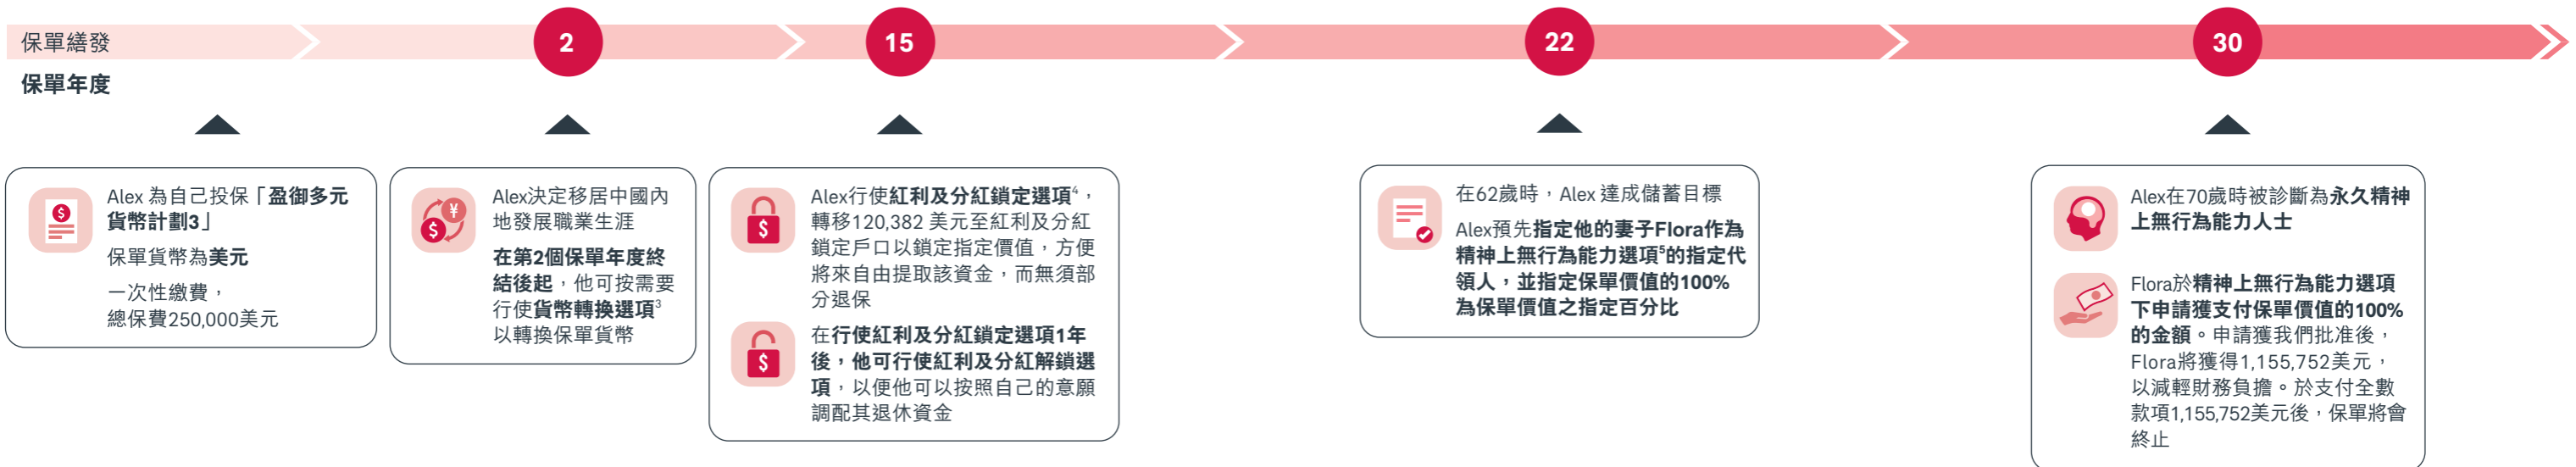 保單繕發
2
15
22
30
保單年度
Alex 為自己投保「盈御多元
貨幣計劃3」
保單貨幣為美元
一次性繳費，
總保費250,000美元
Alex決定移居中國內
地發展職業生涯
在第2個保單年度終
結後起，他可按需要
行使貨幣轉換選項3
以轉換保單貨幣
Alex行使紅利及分紅鎖定選項4，
轉移120,382 美元至紅利及分紅
鎖定戶口以鎖定指定價值，方便
將來自由提取該資金，而無須部
分退保
在行使紅利及分紅鎖定選項1年
後，他可行使紅利及分紅解鎖選
項，以便他可以按照自己的意願
調配其退休資金
在62歲時，Alex 達成儲蓄目標
Alex預先指定他的妻子Flora作為
精神上無行為能力選項5的指定代
領人，並指定保單價值的100%
為保單價值之指定百分比
Alex在70歲時被診斷為永久精神
上無行為能力人士
Flora於精神上無行為能力選項
下申請獲支付保單價值的100%
的金額。申請獲我們批准後，
Flora將獲得1,155,752美元，
以減輕財務負擔。於支付全數
款項1,155,752美元後，保單將會
終止